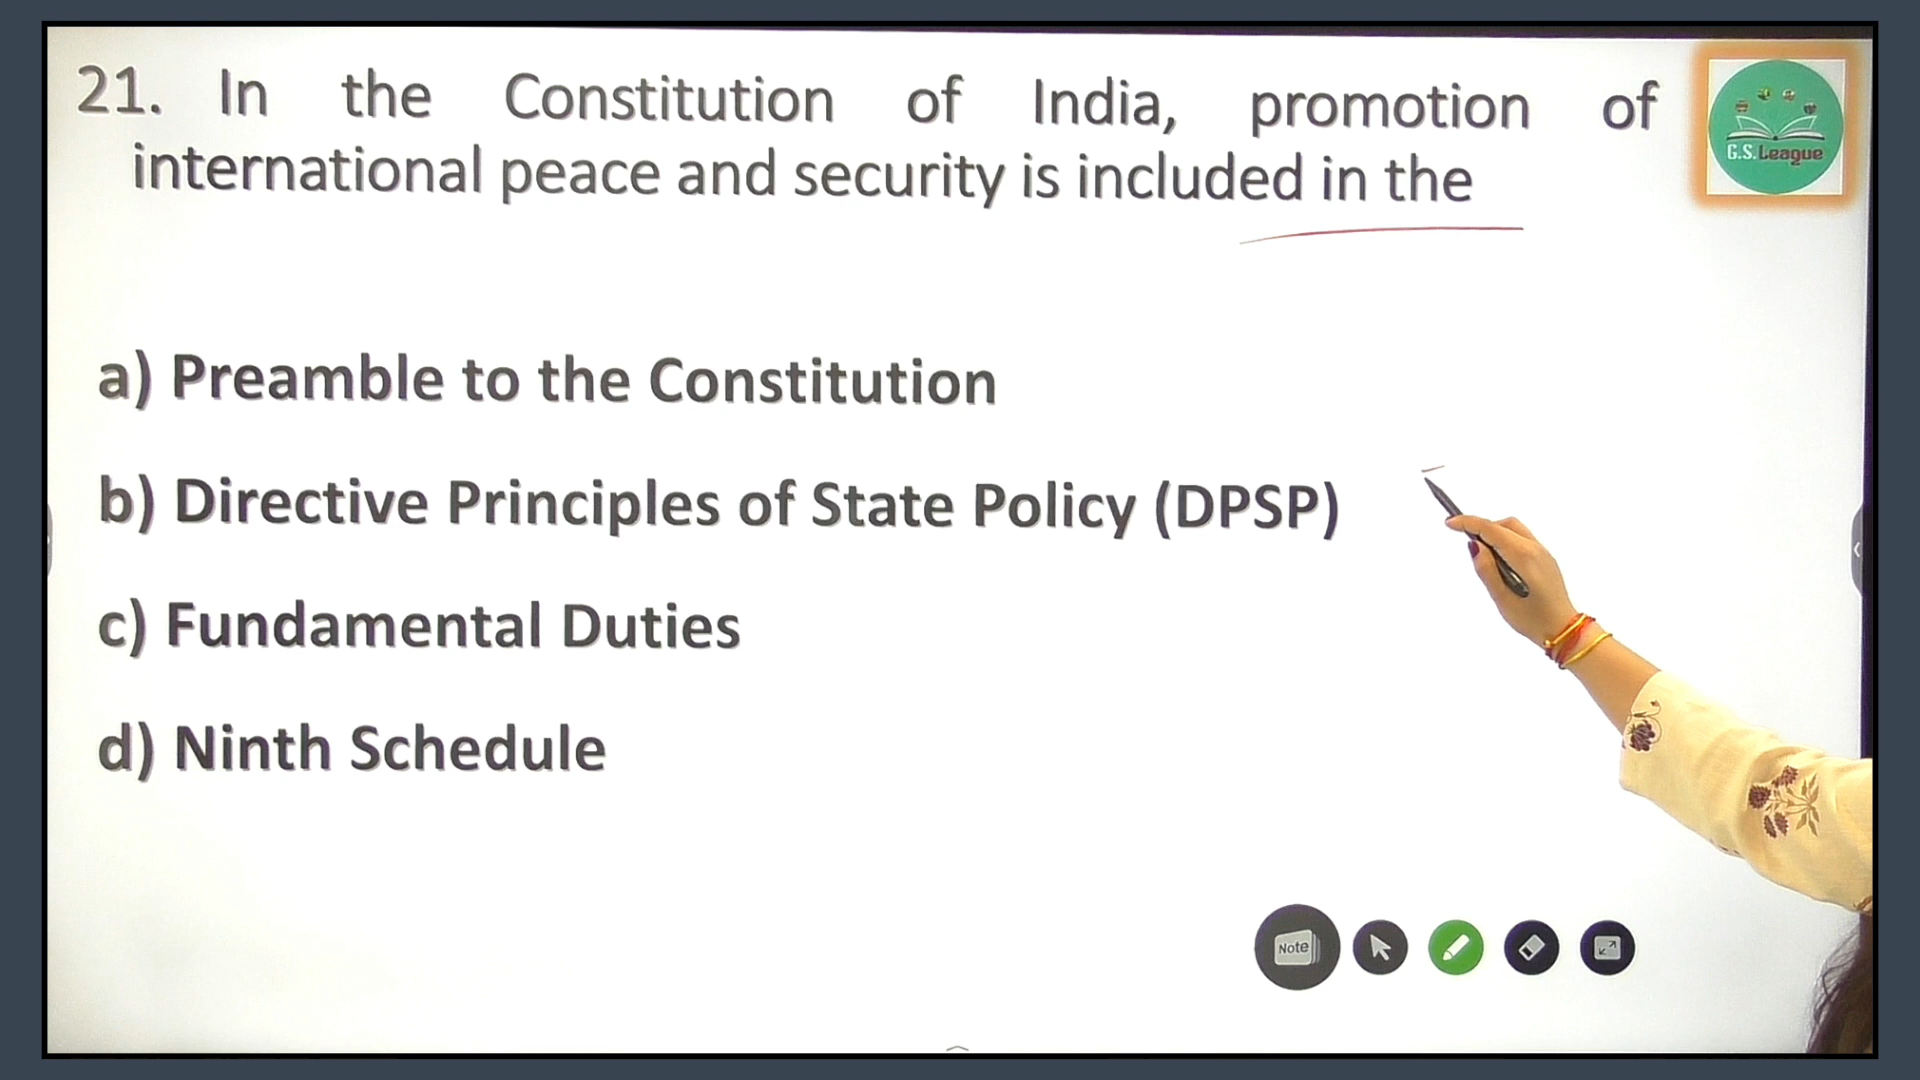 21. In the Constitution of India, promotion of
international peace and security is included in the
G.S.League
a) Preamble to the Constitution
b) Directive Principles of State Policy (DPSP)
c) Fundamental Duties
d) Ninth Schedule
Note